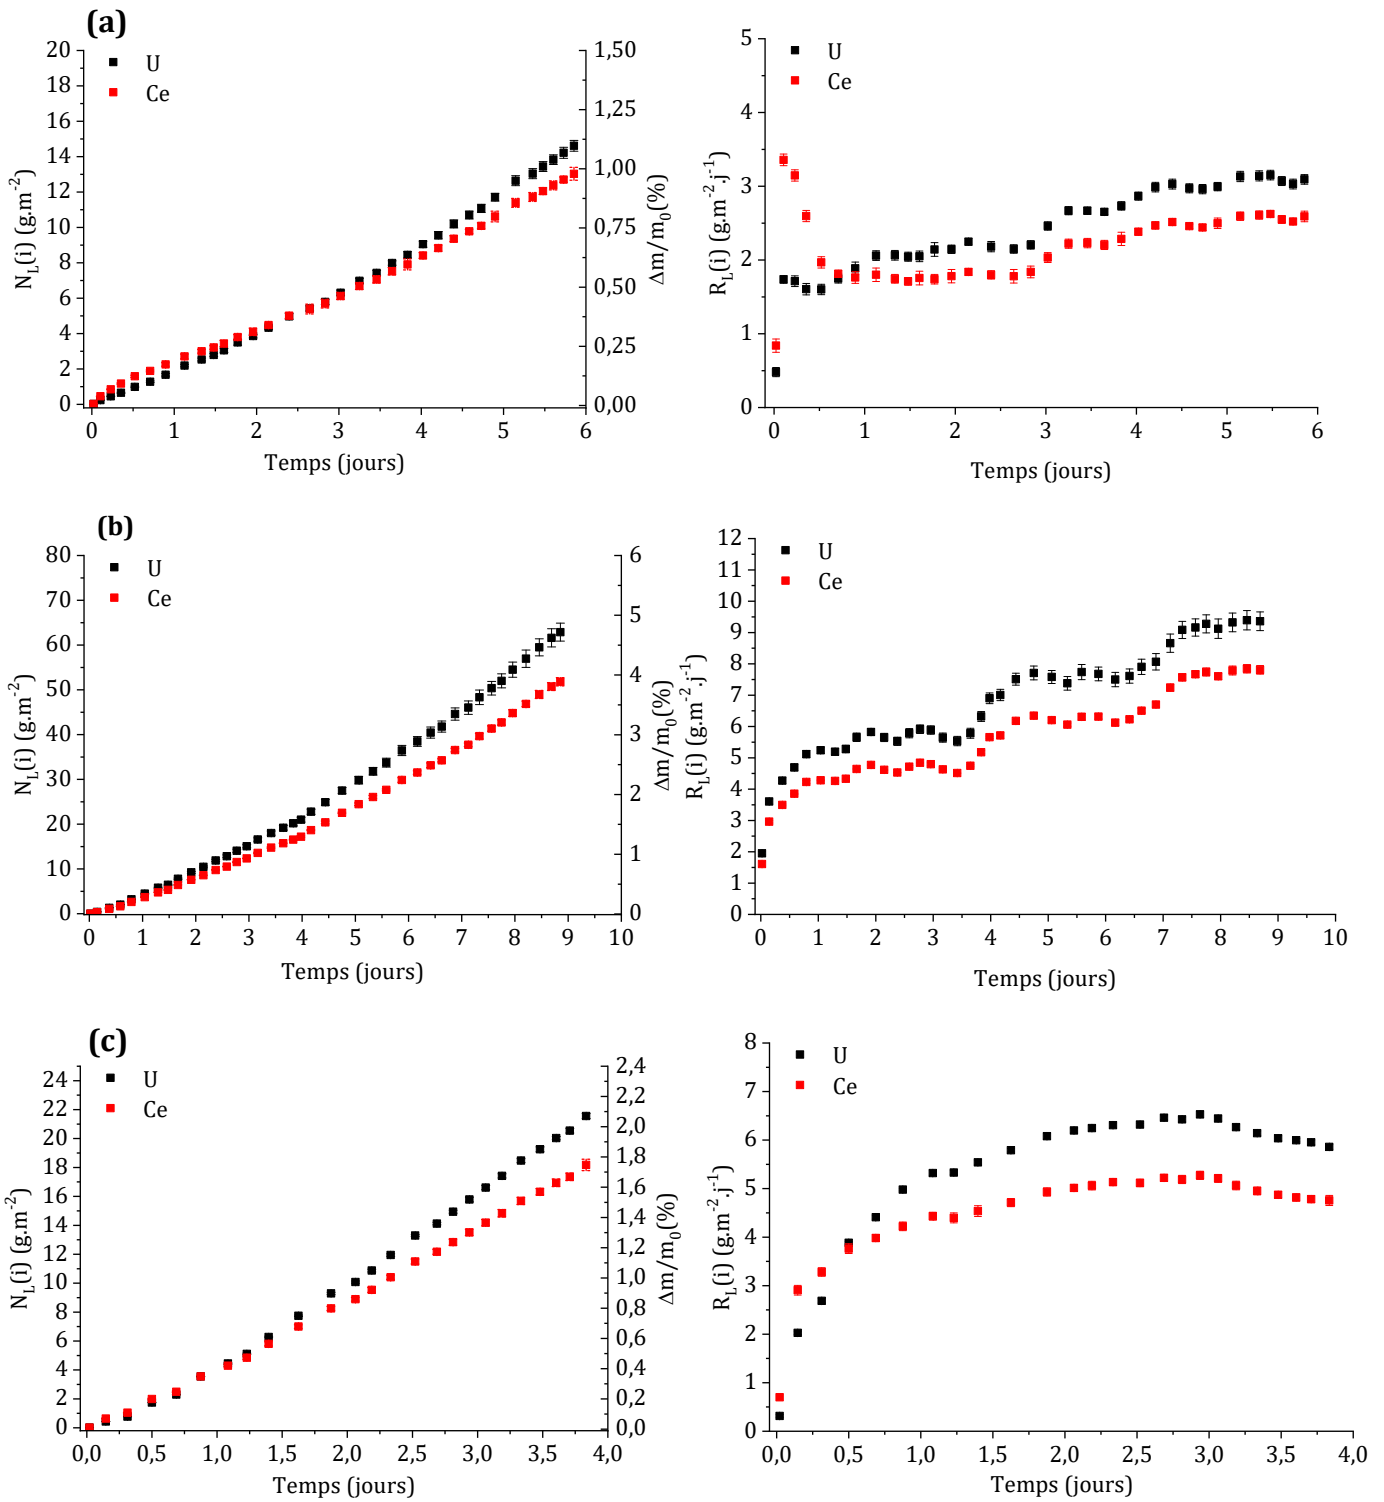 (a)
U
Ce
N_L(i) (g.m⁻²)
20
18
16
14
12
10
8
6
4
2
0
1,50
1,25
1,00
0,75
0,50
0,25
0,00
Δm/m₀(%)
0 1 2 3 4 5 6
Temps (jours)
U
Ce
R_L(i) (g.m⁻².j⁻¹)
5
4
3
2
1
0
0 1 2 3 4 5 6
Temps (jours)
(b)
U
Ce
N_L(i) (g.m⁻²)
80
70
60
50
40
30
20
10
0
6
5
4
3
2
1
0
Δm/m₀(%)
0 1 2 3 4 5 6 7 8 9 10
Temps (jours)
U
Ce
R_L(i) (g.m⁻².j⁻¹)
12
11
10
9
8
7
6
5
4
3
2
1
0
0 1 2 3 4 5 6 7 8 9 10
Temps (jours)
(c)
U
Ce
N_L(i) (g.m⁻²)
24
22
20
18
16
14
12
10
8
6
4
2
0
2,4
2,2
2,0
1,8
1,6
1,4
1,2
1,0
0,8
0,6
0,4
0,2
0,0
Δm/m₀(%)
0,0 0,5 1,0 1,5 2,0 2,5 3,0 3,5 4,0
Temps (jours)
U
Ce
R_L(i) (g.m⁻².j⁻¹)
8
7
6
5
4
3
2
1
0
0,0 0,5 1,0 1,5 2,0 2,5 3,0 3,5 4,0
Temps (jours)